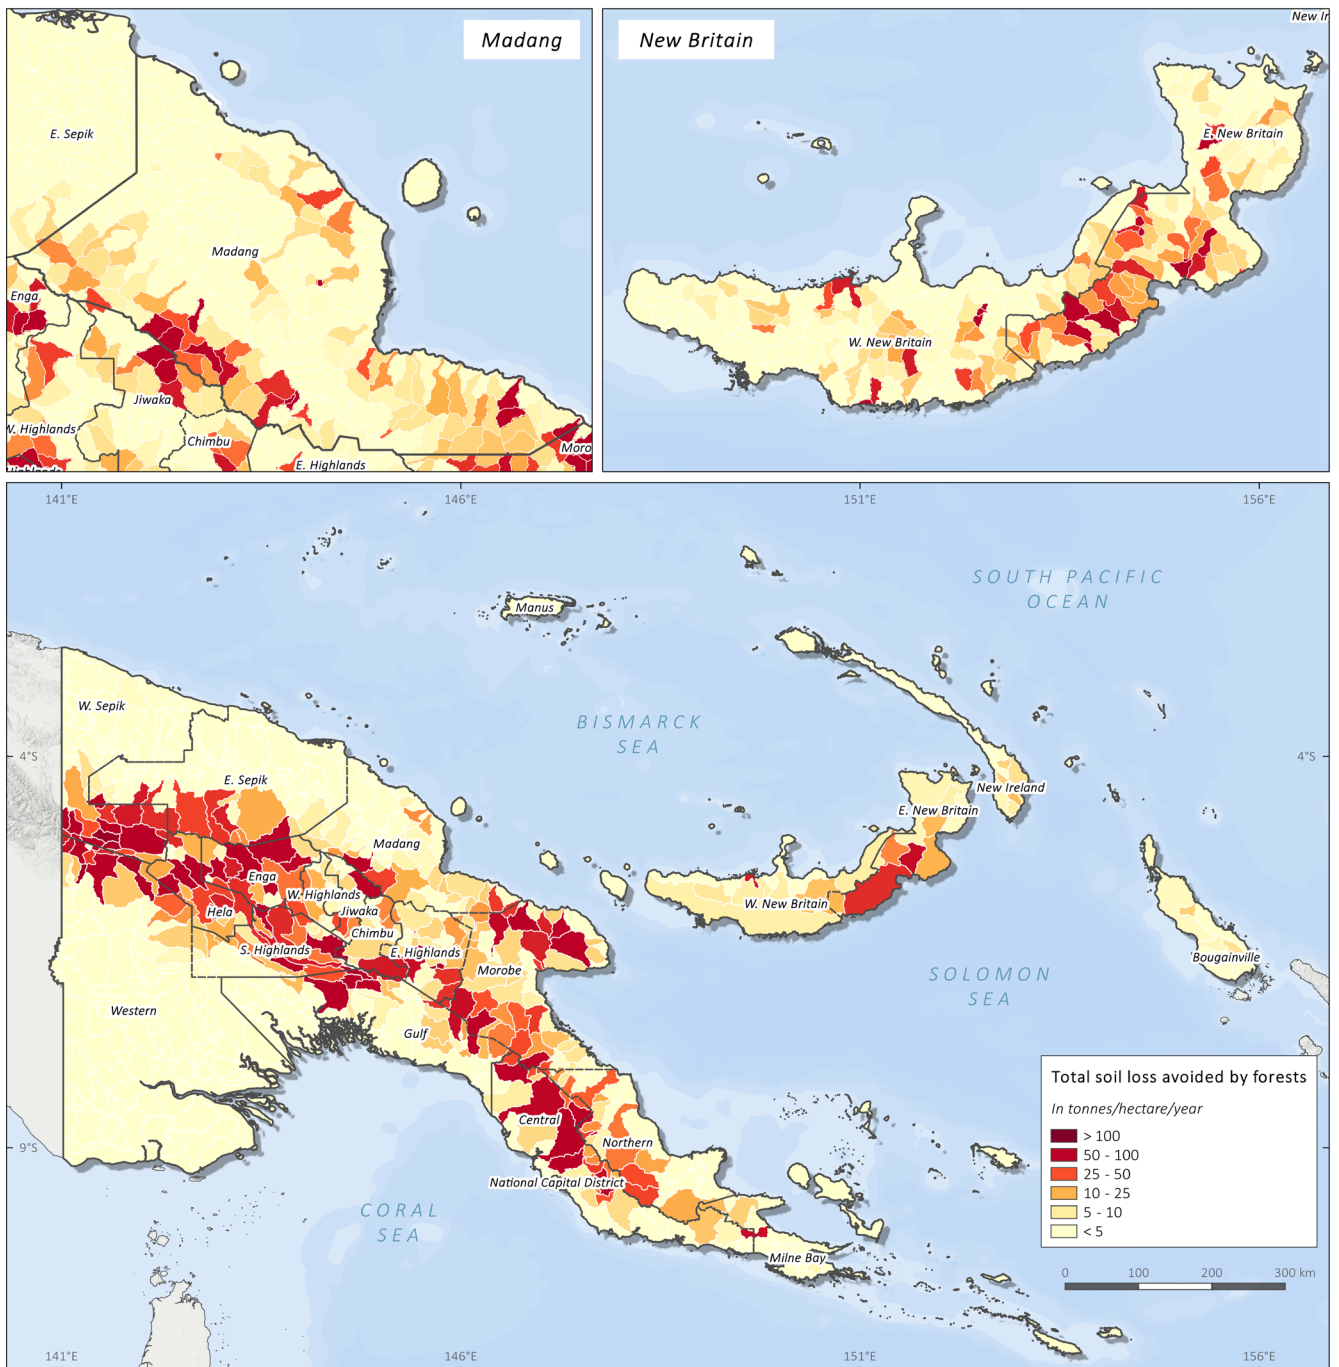 Madang
E. Sepik
Madang
Enga
Jiwaka
W. Highlands
Chimbu
E. Highlands
Highlands
Moro
New Britain
New Ir
E. New Britain
W. New Britain
141°E
146°E
151°E
156°E
SOUTH PACIFIC
OCEAN
Manus
W. Sepik
BISMARCK
SEA
4°S
4°S
E. Sepik
New Ireland
E. New Britain
Madang
Enga
W. Highlands
W. New Britain
Hela
Jiwaka
Chimbu
S. Highlands
E. Highlands
Bougainville
Morobe
SOLOMON
SEA
Western
Gulf
Central
Northern
9°S
National Capital District
CORAL
SEA
Milne Bay
Total soil loss avoided by forests
In tonnes/hectare/year
> 100
50 - 100
25 - 50
10 - 25
5 - 10
< 5
0 100 200 300 km
141°E
146°E
151°E
156°E